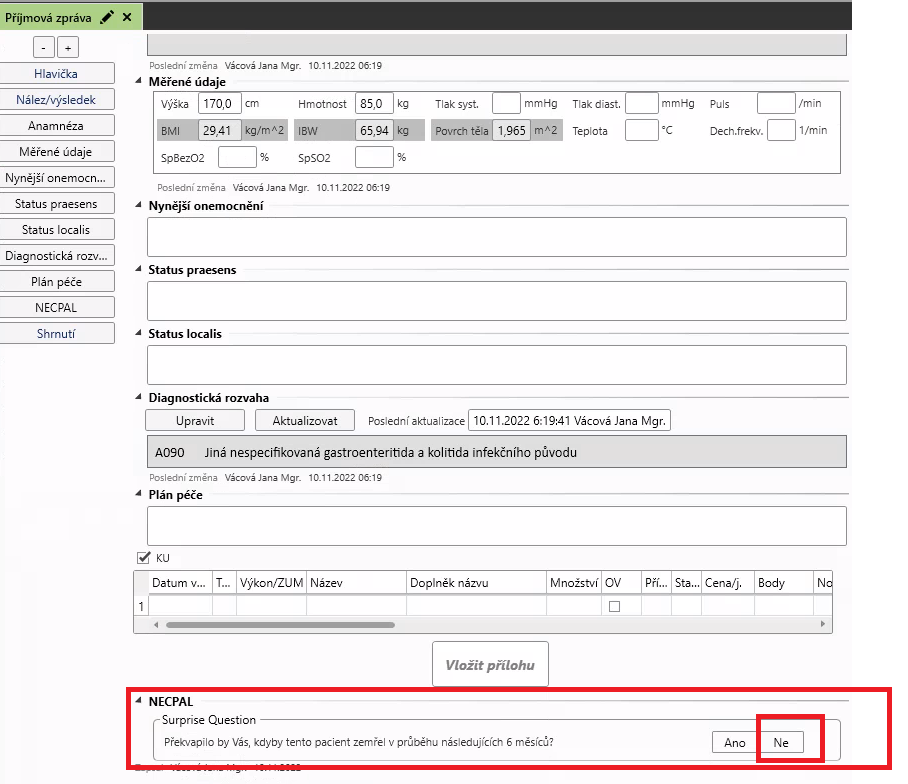 Příjmová zpráva
- +
Hlavička
Nález/výsledek
Anamnéza
Měřené údaje
Nynější onemocn...
Status praesens
Status localis
Diagnostická rozv...
Plán péče
NECPAL
Shrnutí
Poslední změna Vácová Jana Mgr. 10.11.2022 06:19
Měřené údaje
Výška 170,0 cm Hmotnost 85,0 kg Tlak syst. mmHg Tlak diast. mmHg Puls /min
BMI 29,41 kg/m^2 IBW 65,94 kg Povrch těla 1,965 m^2 Teplota °C Dech.frekv. 1/min
SpBezO2 % SpSO2 %
Poslední změna Vácová Jana Mgr. 10.11.2022 06:19
Nynější onemocnění
Status praesens
Status localis
Diagnostická rozvaha
Upravit Aktualizovat Poslední aktualizace 10.11.2022 6:19:41 Vácová Jana Mgr.
A090 Jiná nespecifikovaná gastroenteritida a kolitida infekčního původu
Poslední změna Vácová Jana Mgr. 10.11.2022 06:19
Plán péče
KU
Datum v... T... Výkon/ZUM Název Doplněk názvu Množství OV Pří... Sta... Cena/j. Body No
1
Vložit přílohu
NECPAL
Surprise Question
Překvapilo by Vás, kdyby tento pacient zemřel v průběhu následujících 6 měsíců? Ano Ne
Vácová Jana Mgr. 10.11.2022